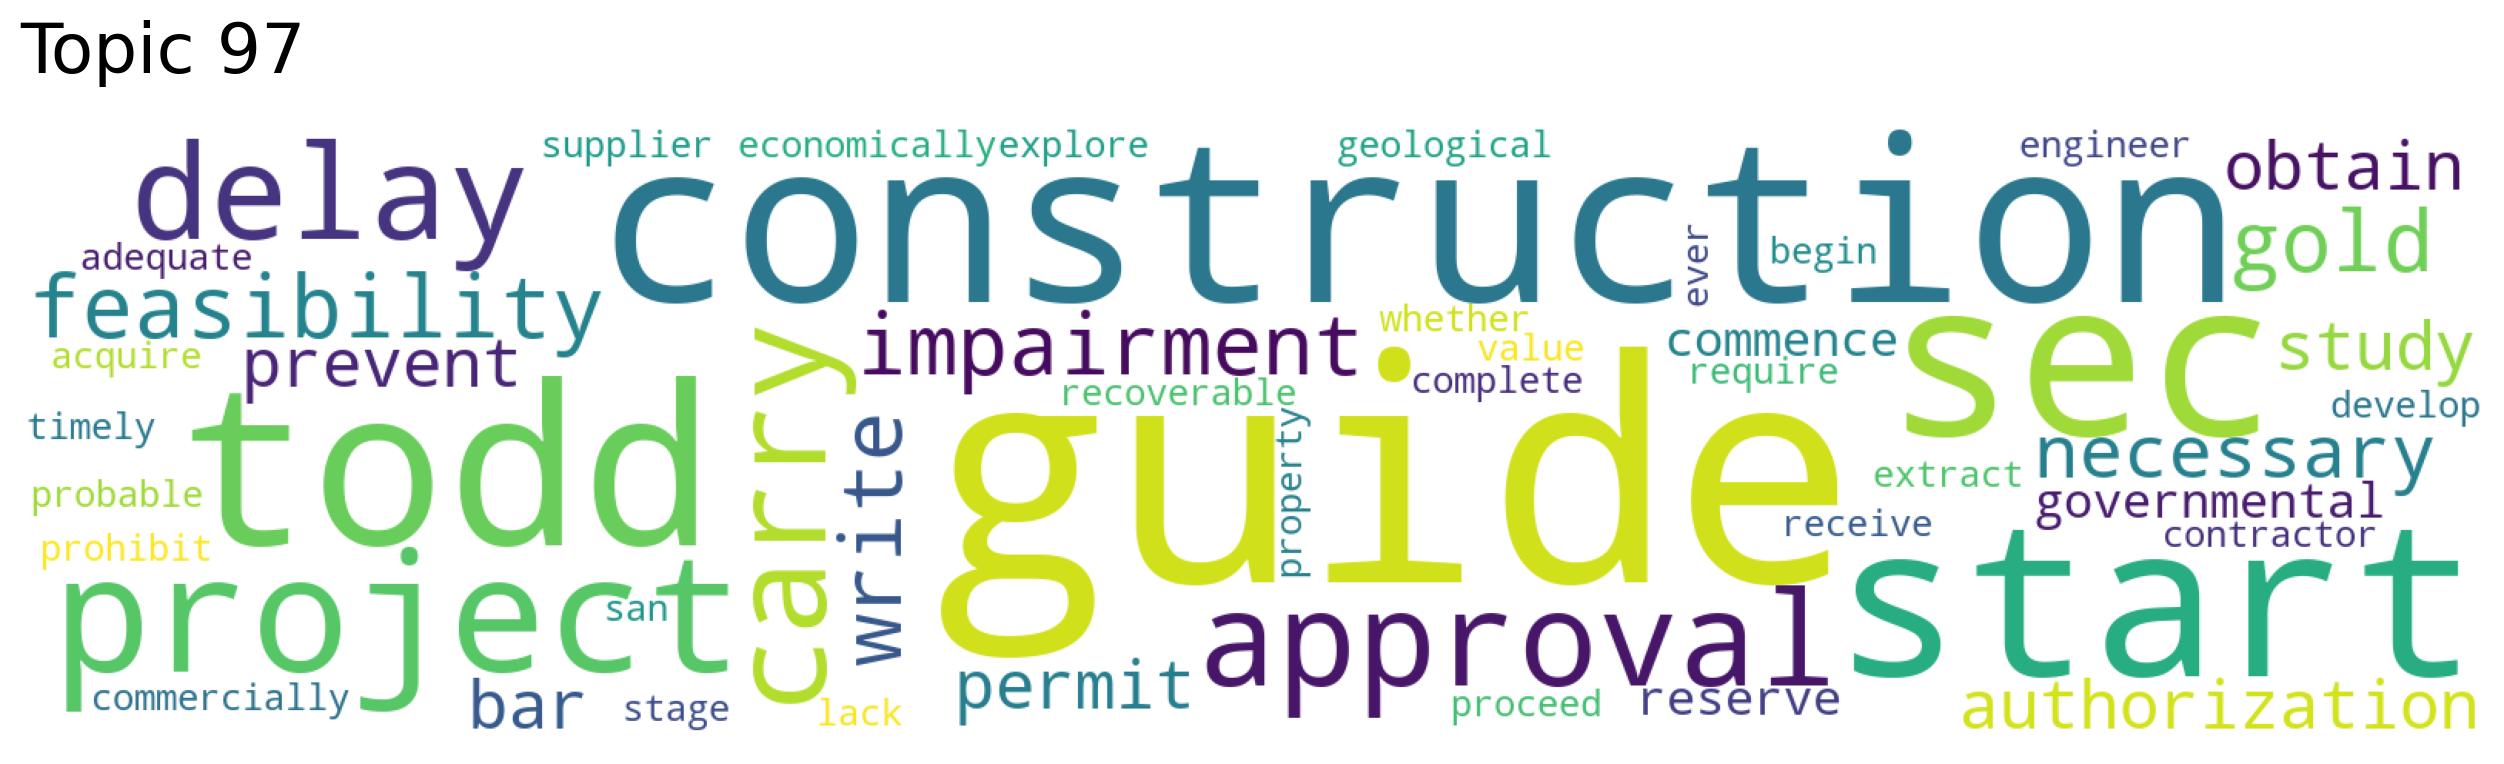 Topic 97
supplier economically explore geological engineer
delay construction obtain
adequate ever begin gold
feasibility impairment whether commence sec study
acquire prevent value require
recoverable complete develop
timely todd carry write guide property necessary
probable extract governmental
prohibit receive contractor
project san approval start
commercially bar stage lack permit proceed reserve authorization